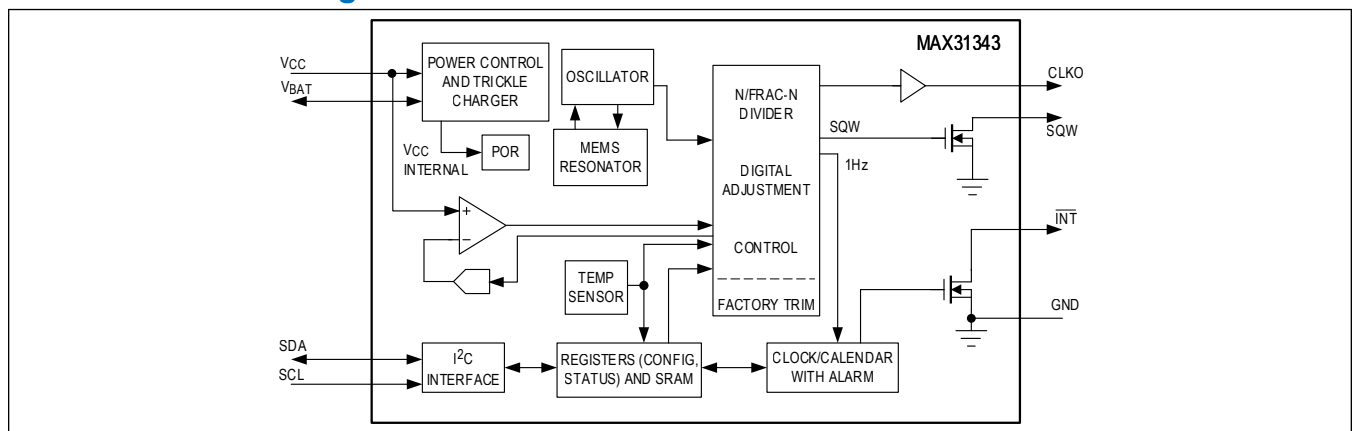 g
MAX31343
VCC
VBAT
POWER CONTROL
AND TRICKLE
CHARGER
OSCILLATOR
N/FRAC-N
DIVIDER
CLKO
SQW
SQW
VCC
INTERNAL
POR
MEMS
RESONATOR
1Hz
DIGITAL
ADJUSTMENT
+
−
INT
CONTROL
TEMP
SENSOR
FACTORY TRIM
GND
SDA
SCL
I2C
INTERFACE
REGISTERS (CONFIG,
STATUS) AND SRAM
CLOCK/CALENDAR
WITH ALARM